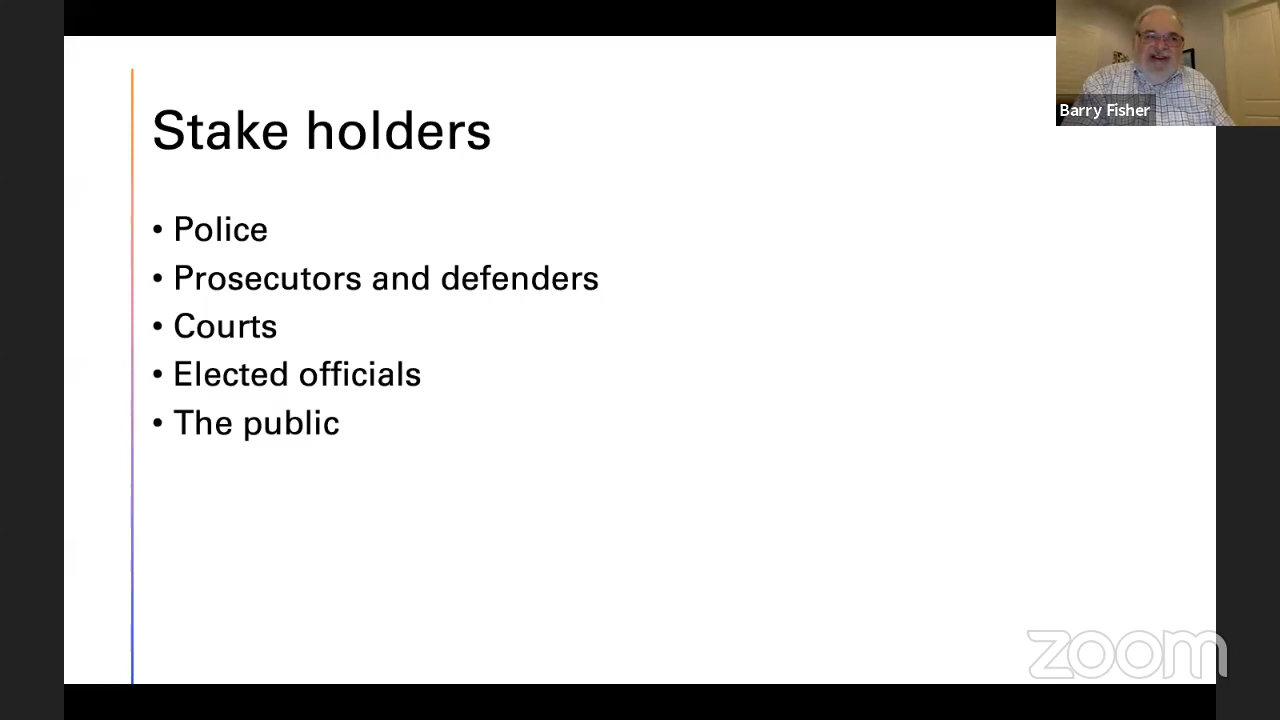 Stake holders
• Police
• Prosecutors and defenders
• Courts
• Elected officials
• The public
Barry Fisher
zoom